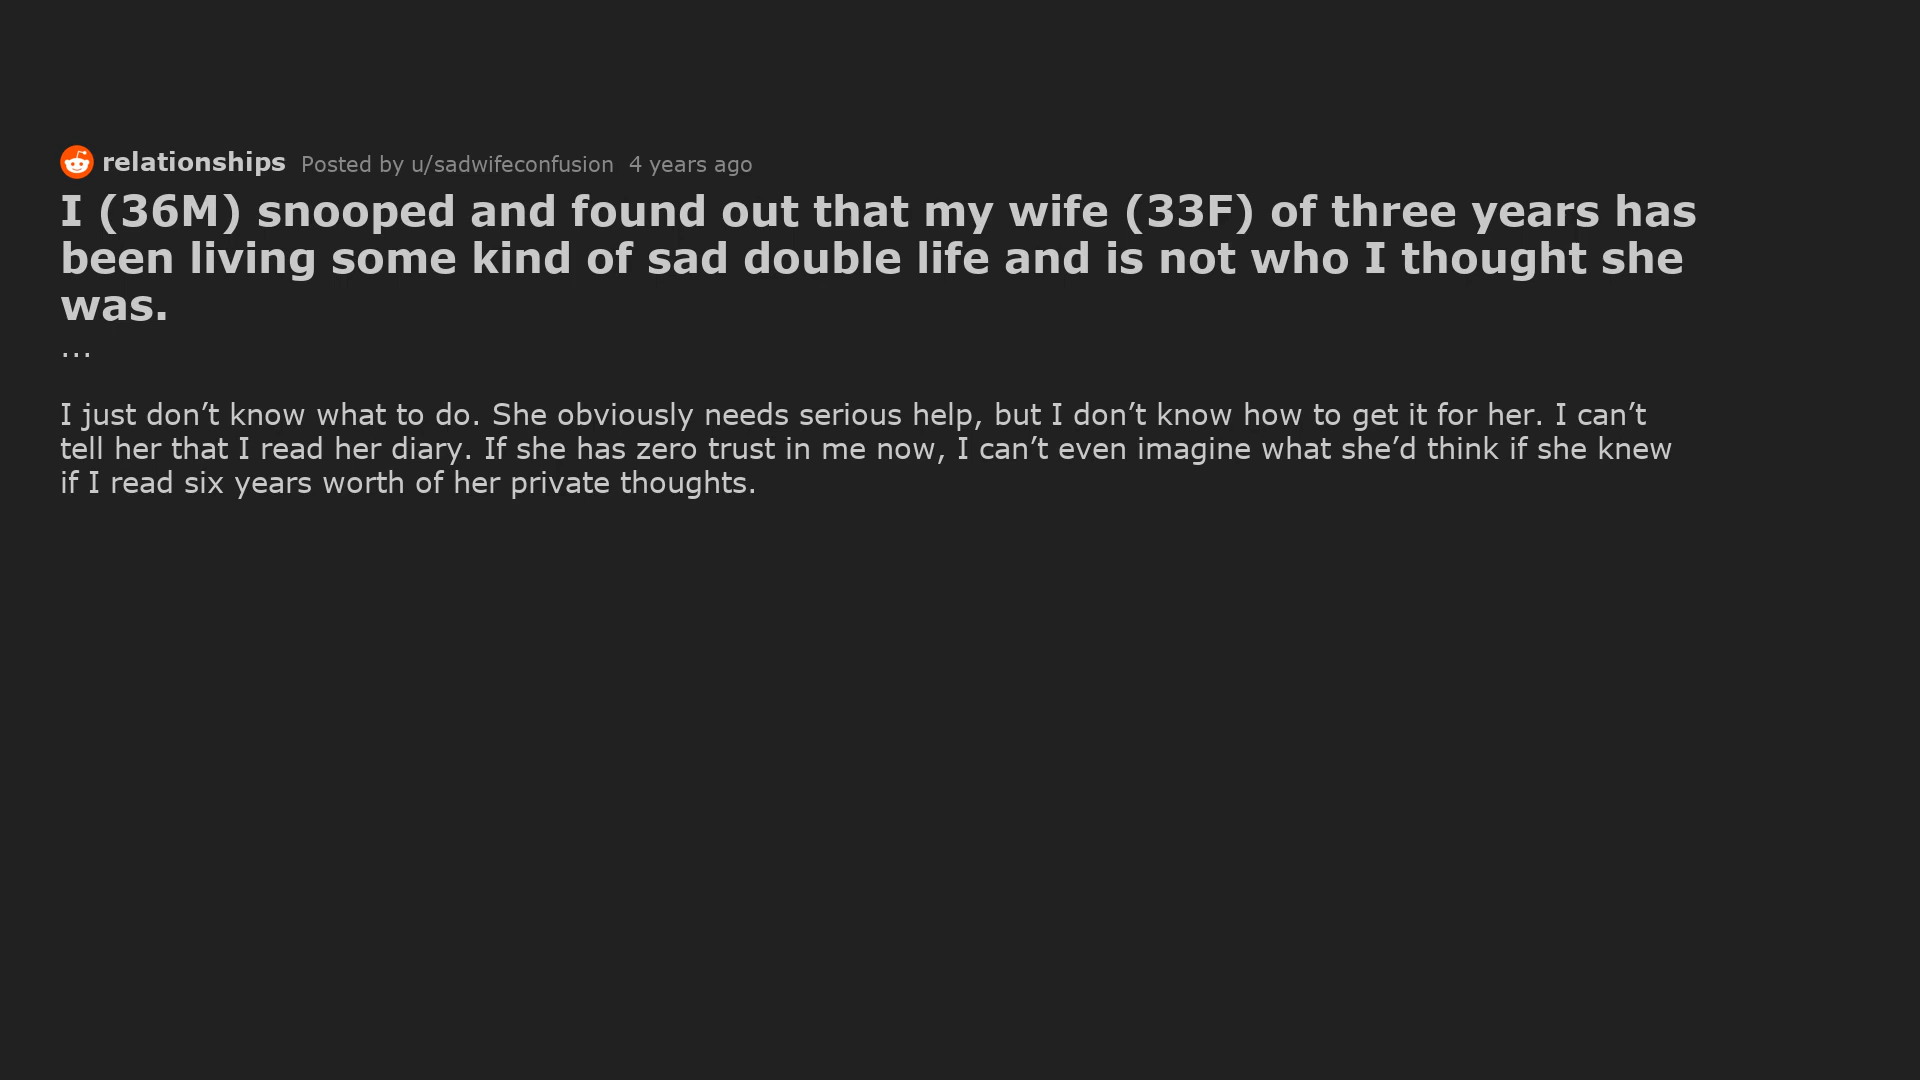 relationships Posted by u/sadwifeconfusion 4 years ago
I (36M) snooped and found out that my wife (33F) of three years has
been living some kind of sad double life and is not who I thought she
was.
...
I just don’t know what to do. She obviously needs serious help, but I don’t know how to get it for her. I can’t
tell her that I read her diary. If she has zero trust in me now, I can’t even imagine what she’d think if she knew
if I read six years worth of her private thoughts.